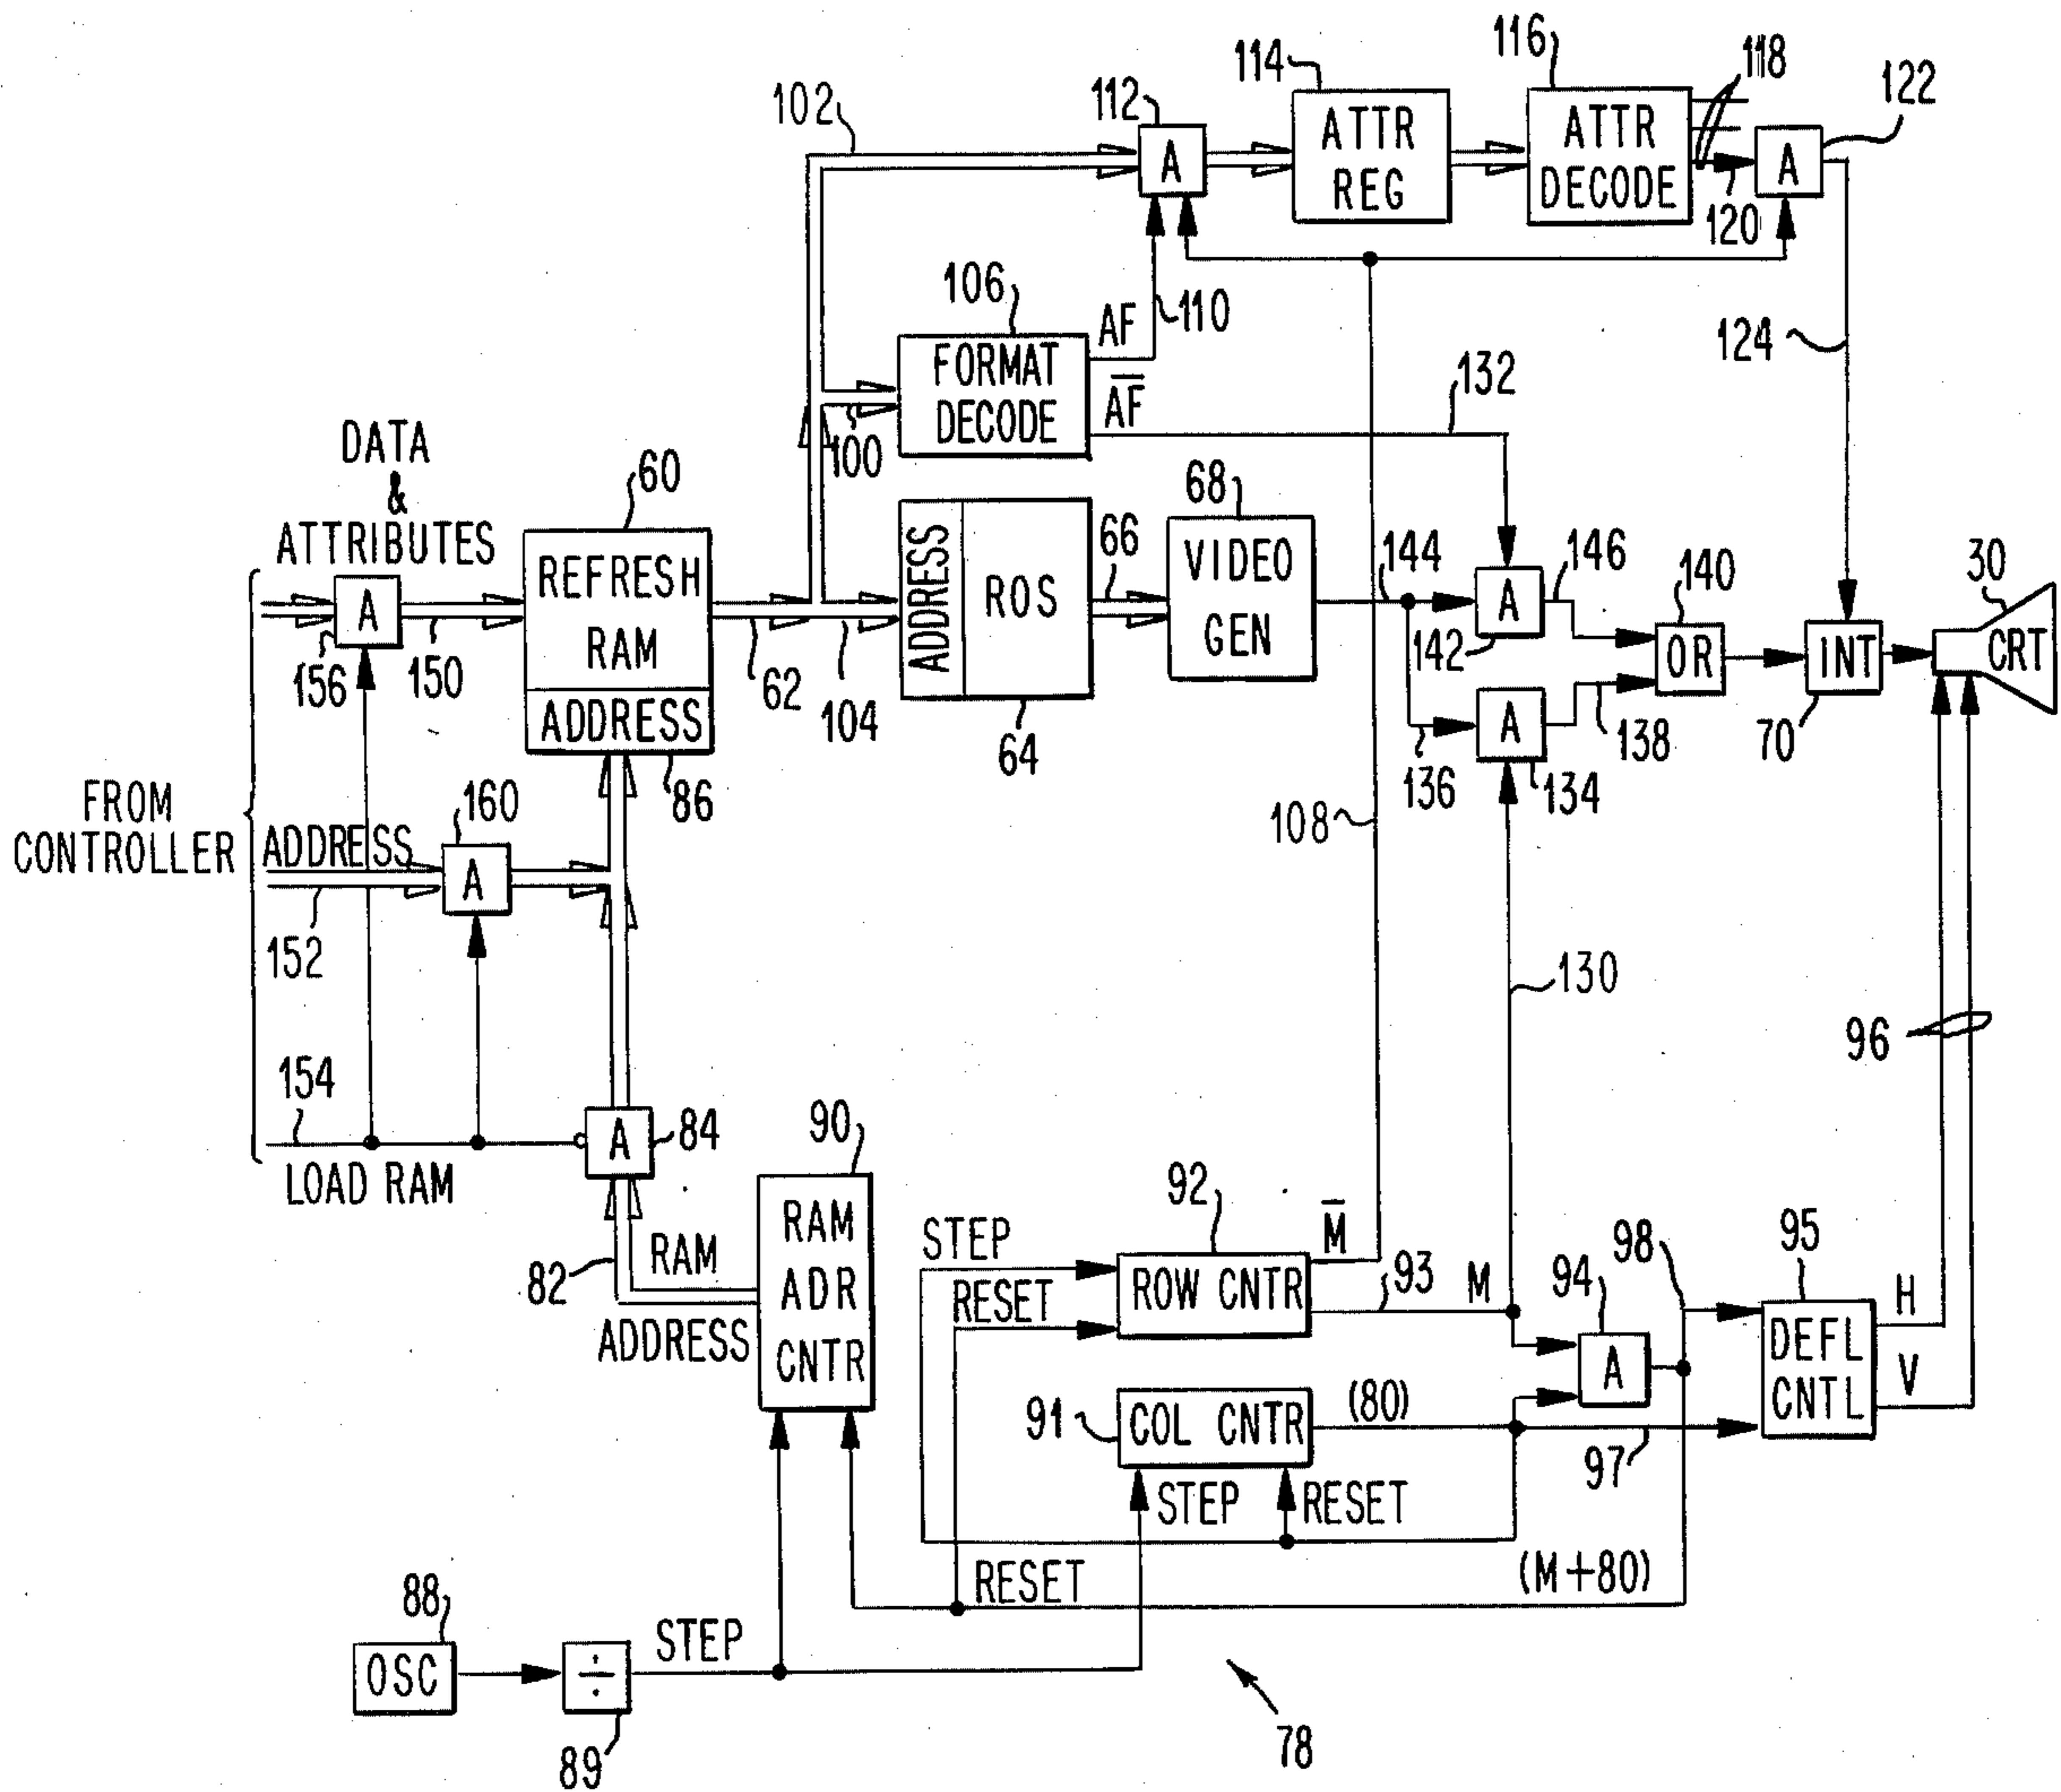 116
118
114
122
112
102
ATTR
REG
ATTR
DECODE
A
A
120
106
AF
110
FORMAT
DECODE
A̅F̅
124
132
100
DATA
&
ATTRIBUTES
60
68
REFRESH
RAM
ADDRESS
ADDRESS
ROS
66
VIDEO
GEN
144
A
146
140
30
A
156
150
62
104
142
OR
INT
CRT
64
A
138
70
136
134
86
108
FROM
CONTROLLER
160
ADDRESS
A
152
130
96
154
A
84
90
LOAD RAM
RAM
ADR
CNTR
92
M̅
98
95
STEP
RAM
82
ADDRESS
RESET
ROW CNTR
93
M
94
H
DEFL
CNTL
A
V
91
COL CNTR
(80)
97
STEP
RESET
RESET
(M+80)
88
STEP
OSC
÷
89
78